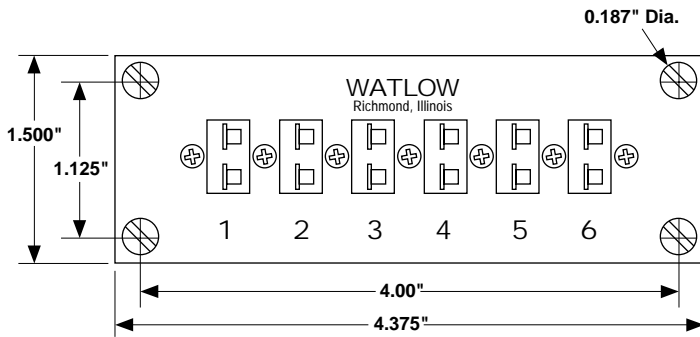 0.187" Dia.
WATLOW
Richmond, Illinois
1.500"
1.125"
1 2 3 4 5 6
4.00"
4.375"